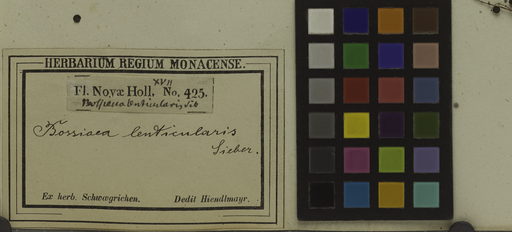 HERBARIUM REGIUM MONACENSE.
XVII
Fl. Novæ Holl. No. 425.
Bossiaea lenticularis Sib
Bossiaea lenticularis
Sieber.
Ex herb. Schwægrichen. Dedit Hiendlmayr.